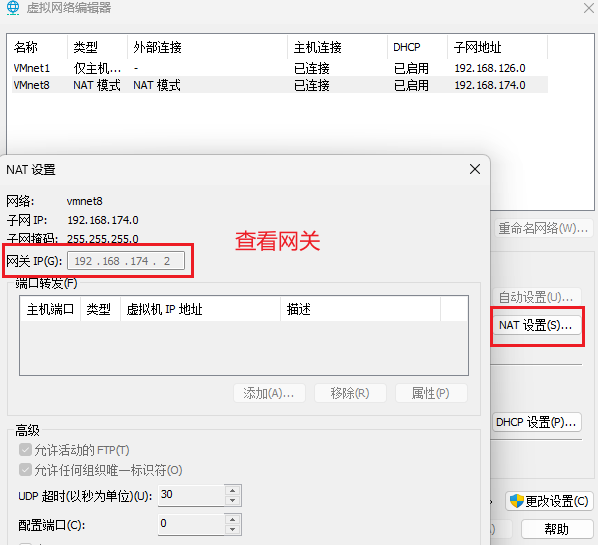 虚拟网络编辑器
名称 类型 外部连接 主机连接 DHCP 子网地址
VMnet1 仅主机... - 已连接 已启用 192.168.126.0
VMnet8 NAT 模式 NAT 模式 已连接 已启用 192.168.174.0
NAT 设置
网络: vmnet8
子网 IP: 192.168.174.0
子网掩码: 255.255.255.0
查看网关
重命名网络(W)...
网关 IP(G): 192 . 168 . 174 . 2
端口转发(F)
自动设置(U)...
主机端口 类型 虚拟机 IP 地址 描述
NAT 设置(S)...
添加(A)... 移除(R) 属性(P)
DHCP 设置(P)...
高级
允许活动的 FTP(T)
允许任何组织唯一标识符(O)
UDP 超时(以秒为单位)(U): 30
更改设置(C)
配置端口(C): 0
帮助